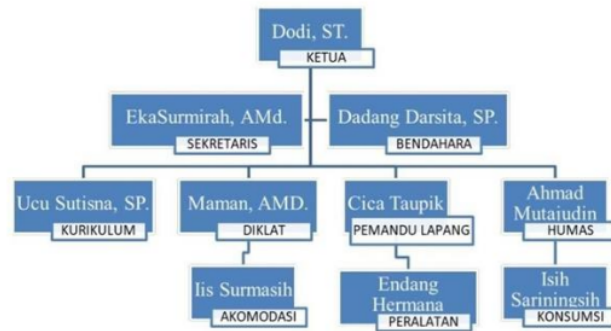 Dodi, ST.
KETUA
EkaSurmirah, AMd.
SEKRETARIS
Dadang Darsita, SP.
BENDAHARA
Ucu Sutisna, SP.
KURIKULUM
Maman, AMD.
DIKLAT
Cica Taupik
PEMANDU LAPANG
Ahmad
Mutajudin
HUMAS
Iis Surmasih
AKOMODASI
Endang
Hermana
PERALATAN
Isih
Sariningsih
KONSUMSI